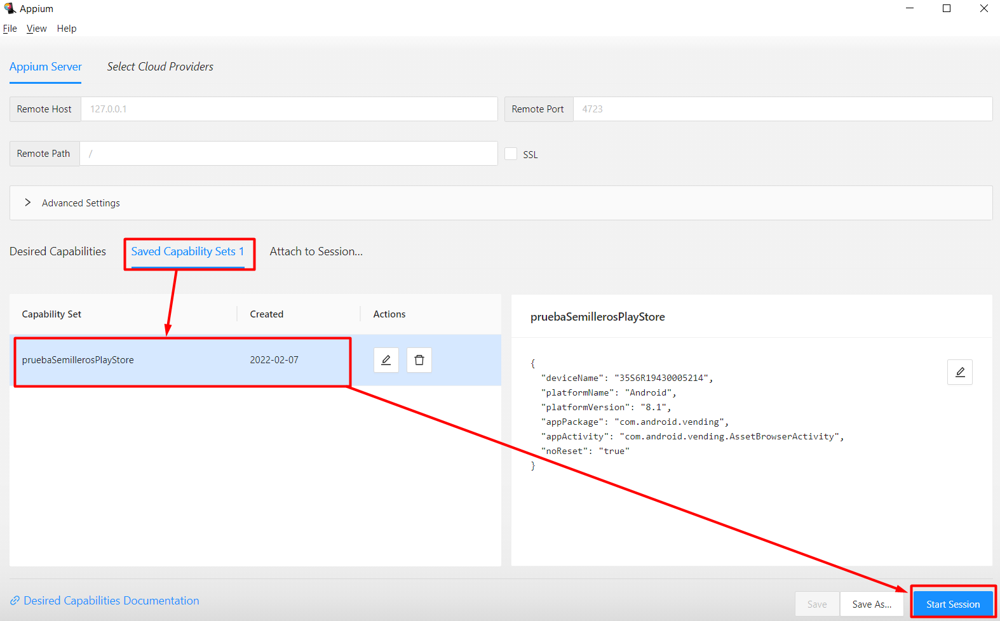 Appium
File View Help
Appium Server Select Cloud Providers
Remote Host 127.0.0.1 Remote Port 4723
Remote Path / SSL
Advanced Settings
Desired Capabilities Saved Capability Sets 1 Attach to Session...
Capability Set Created Actions
pruebaSemillerosPlayStore 2022-02-07
pruebaSemillerosPlayStore
{
"deviceName": "35S6R19430005214",
"platformName": "Android",
"platformVersion": "8.1",
"appPackage": "com.android.vending",
"appActivity": "com.android.vending.AssetBrowserActivity",
"noReset": "true"
}
Desired Capabilities Documentation
Save Save As... Start Session